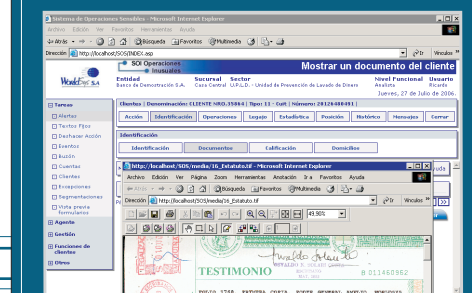 Sistema de Operaciones Sensibles - Microsoft Internet Explorer
Archivo Edición Ver Favoritos Herramientas Ayuda
Atrás Búsqueda Favoritos Multimedia
Dirección http://localhost/SOS/INDEX.asp Ir Vínculos
SOI Operaciones Inusuales
Mostrar un documento del cliente
WorldSys S.A
Entidad Sucursal Sector Nivel Funcional Usuario
Banco de Demostración S.A. Casa Central U.P.L.D. - Unidad de Prevención de Lavado de Dinero Analista Ricardo
Jueves, 27 de Julio de 2006.
Tareas
Alertas
Textos Fijos
Deshacer Acción
Eventos
Buzón
Cuentas
Clientes
Excepciones
Segmentaciones
Vista previa formularios
Agente
Gestión
Funciones de clientes
Otros
Clientes | Denominación: CLIENTE NRO.35864 | Tipo: 11 - Cuit | Número: 20126480491 |
Acción Identificación Operaciones Legajo Estadística Posición Histórico Mensajes Cerrar
Identificación
Identificación Documentos Calificación Domicilios
http://localhost/SOS/media/16_Estatuto.tif - Microsoft Internet Explorer
Archivo Edición Ver Página Zoom Herramientas Anotación Ir a Favoritos Ayuda
Atrás Búsqueda Favoritos Multimedia
Dirección http://localhost/SOS/media/16_Estatuto.tif Ir Vínculos
49,90%
TESTIMONIO
B 011460962